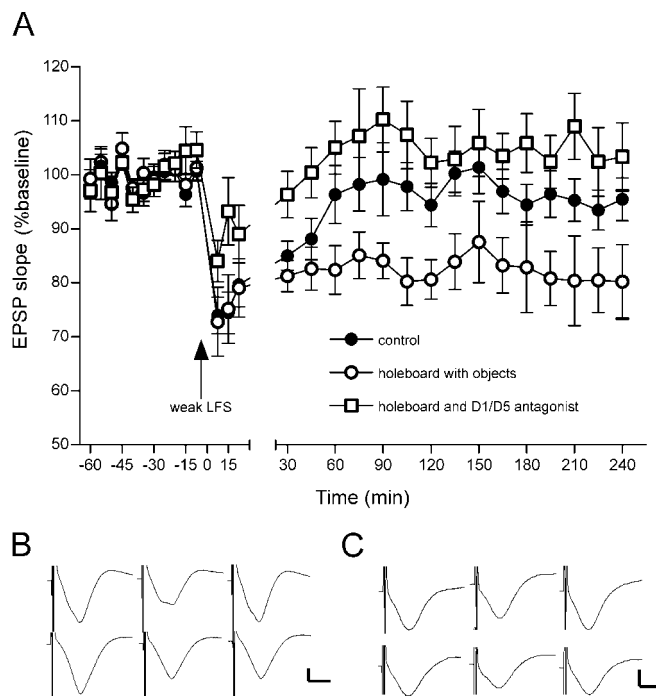 A
EPSP slope (%baseline)
120
110
100
90
80
70
60
50
weak LFS
control
holeboard with objects
holeboard and D1/D5 antagonist
-60 -45 -30 -15 0 15 30 60 90 120 150 180 210 240
Time (min)
B
C